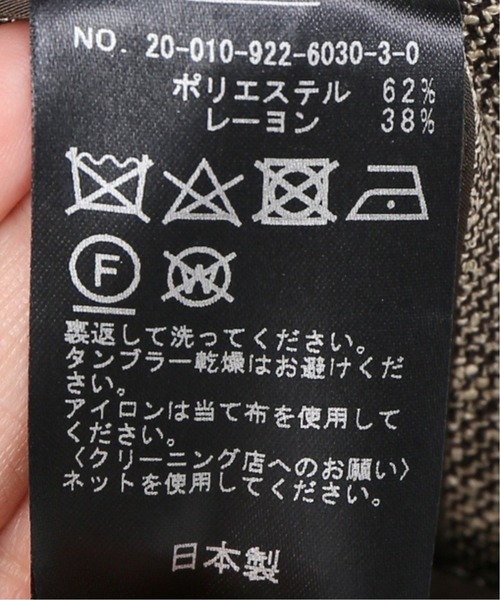 NO. 20-010-922-6030-3-0
ポリエステル 62%
レーヨン 38%
F W
裏返して洗ってください。
タンブラー乾燥はお避けくだ
さい。
アイロンは当て布を使用して
ください。
〈クリーニング店へのお願い〉
ネットを使用してください。
日本製